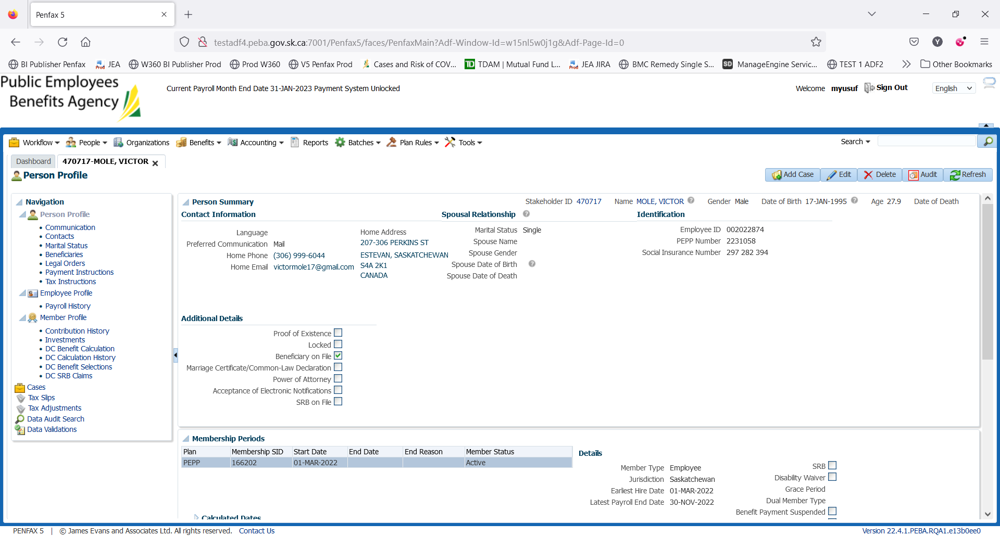 Penfax 5
testadf4.peba.gov.sk.ca:7001/Penfax5/faces/PenfaxMain?Adf-Window-Id=w15nl5w0j1g&Adf-Page-Id=0
BI Publisher Penfax JEA W360 BI Publisher Prod Prod W360 V5 Penfax Prod Cases and Risk of COV... TDAM | Mutual Fund L... JEA JIRA BMC Remedy Single S... ManageEngine Servic... TEST 1 ADF2 Other Bookmarks
Public Employees
Benefits Agency
Current Payroll Month End Date 31-JAN-2023 Payment System Unlocked
Welcome myusuf Sign Out English
Workflow People Organizations Benefits Accounting Reports Batches Plan Rules Tools Search
Dashboard 470717-MOLE, VICTOR
Person Profile
Add Case Edit Delete Audit Refresh
Navigation
Person Profile
Communication
Contacts
Marital Status
Beneficiaries
Legal Orders
Payment Instructions
Tax Instructions
Employee Profile
Payroll History
Member Profile
Contribution History
Investments
DC Benefit Calculation
DC Calculation History
DC Benefit Selections
DC SRB Claims
Cases
Tax Slips
Tax Adjustments
Data Audit Search
Data Validations
Person Summary
Stakeholder ID 470717 Name MOLE, VICTOR Gender Male Date of Birth 17-JAN-1995 Age 27.9 Date of Death
Contact Information
Language
Preferred Communication Mail
Home Phone (306) 999-6044
Home Email victormole17@gmail.com
Home Address
207-306 PERKINS ST
ESTEVAN, SASKATCHEWAN
S4A 2K1
CANADA
Spousal Relationship
Marital Status Single
Spouse Name
Spouse Gender
Spouse Date of Birth
Spouse Date of Death
Identification
Employee ID 002022874
PEPP Number 2231058
Social Insurance Number 297 282 394
Additional Details
Proof of Existence
Locked
Beneficiary on File
Marriage Certificate/Common-Law Declaration
Power of Attorney
Acceptance of Electronic Notifications
SRB on File
Membership Periods
Plan Membership SID Start Date End Date End Reason Member Status
PEPP 166202 01-MAR-2022 Active
Details
Member Type Employee
Jurisdiction Saskatchewan
Earliest Hire Date 01-MAR-2022
Latest Payroll End Date 30-NOV-2022
SRB
Disability Waiver
Grace Period
Dual Member Type
Benefit Payment Suspended
Calculated Dates
PENFAX 5 | © James Evans and Associates Ltd. All rights reserved. Contact Us
Version 22.4.1.PEBA.RQA1.e13b0ee0